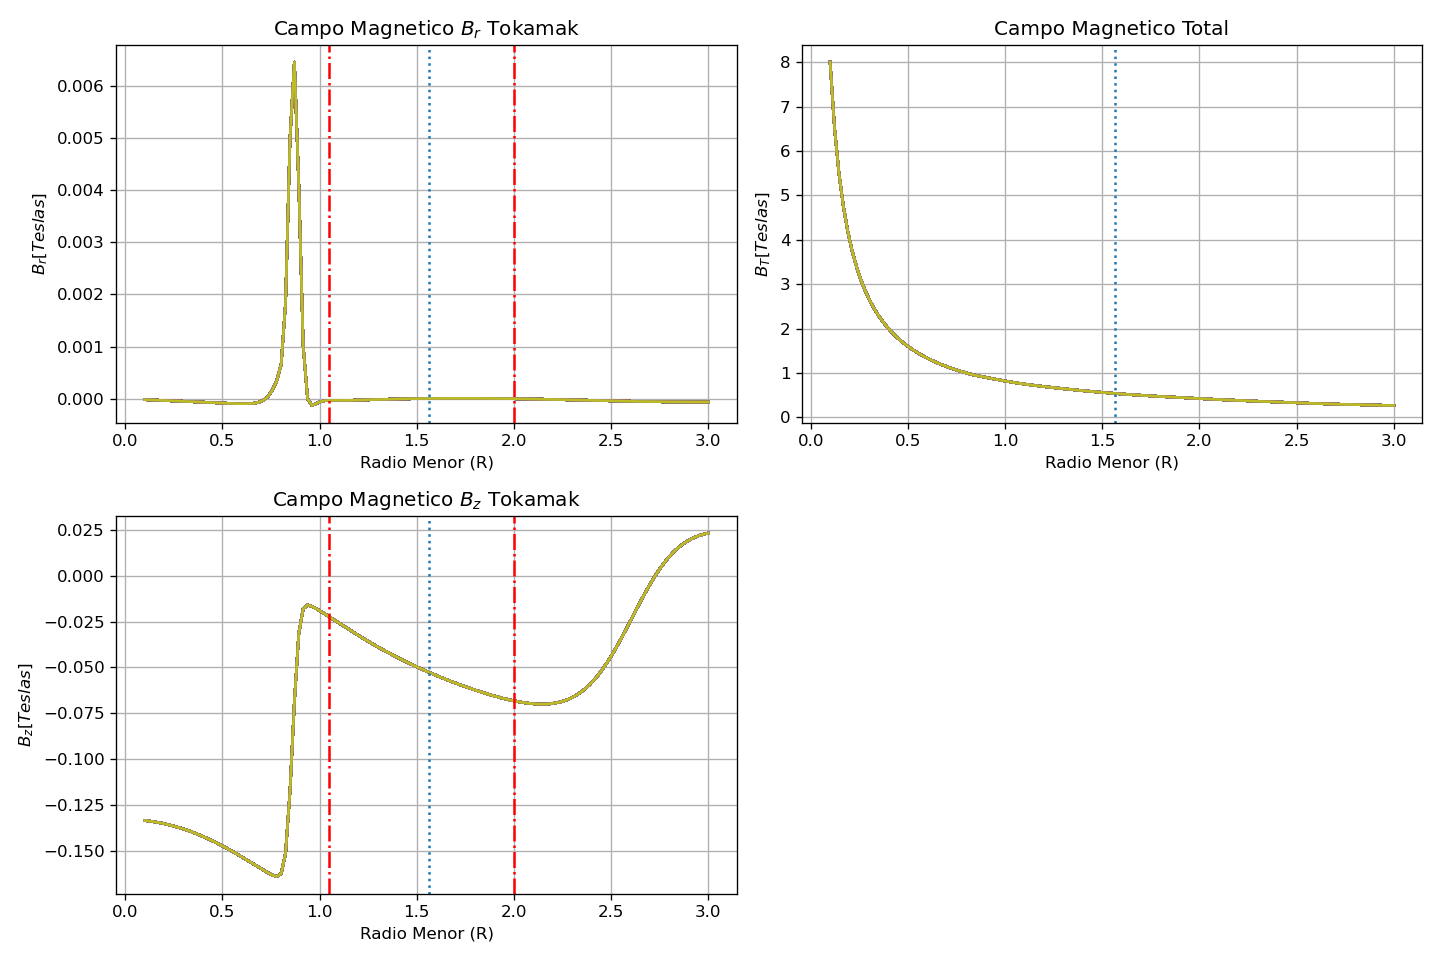 Campo Magnetico B_r Tokamak
0.006
0.005
0.004
0.003
0.002
0.001
0.000
B_r[Teslas]
0.0 0.5 1.0 1.5 2.0 2.5 3.0
Radio Menor (R)
Campo Magnetico Total
8
7
6
5
4
3
2
1
0
B_T[Teslas]
0.0 0.5 1.0 1.5 2.0 2.5 3.0
Radio Menor (R)
Campo Magnetico B_z Tokamak
0.025
0.000
−0.025
−0.050
−0.075
−0.100
−0.125
−0.150
B_z[Teslas]
0.0 0.5 1.0 1.5 2.0 2.5 3.0
Radio Menor (R)